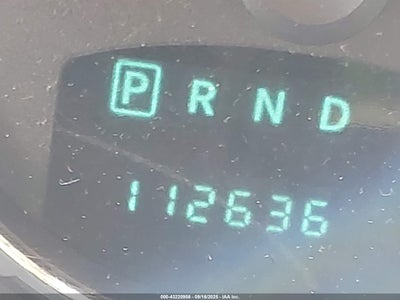 P R N D
112636
000-43220958 - 09/18/2025 - IAA Inc.